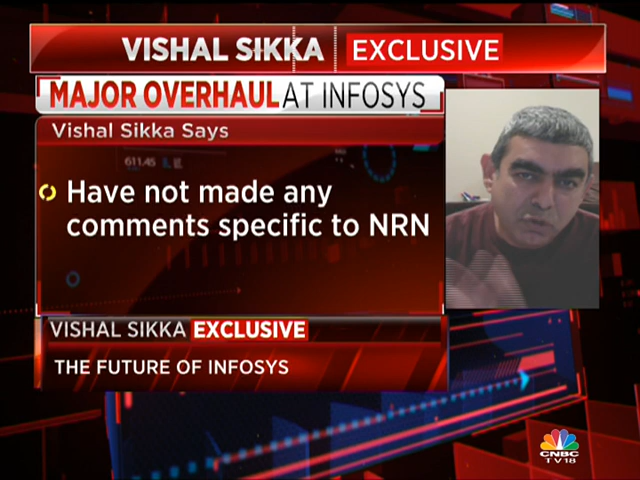 VISHAL SIKKA EXCLUSIVE
MAJOR OVERHAUL AT INFOSYS
Vishal Sikka Says
611.45
Have not made any
comments specific to NRN
VISHAL SIKKA EXCLUSIVE
THE FUTURE OF INFOSYS
CNBC
TV18